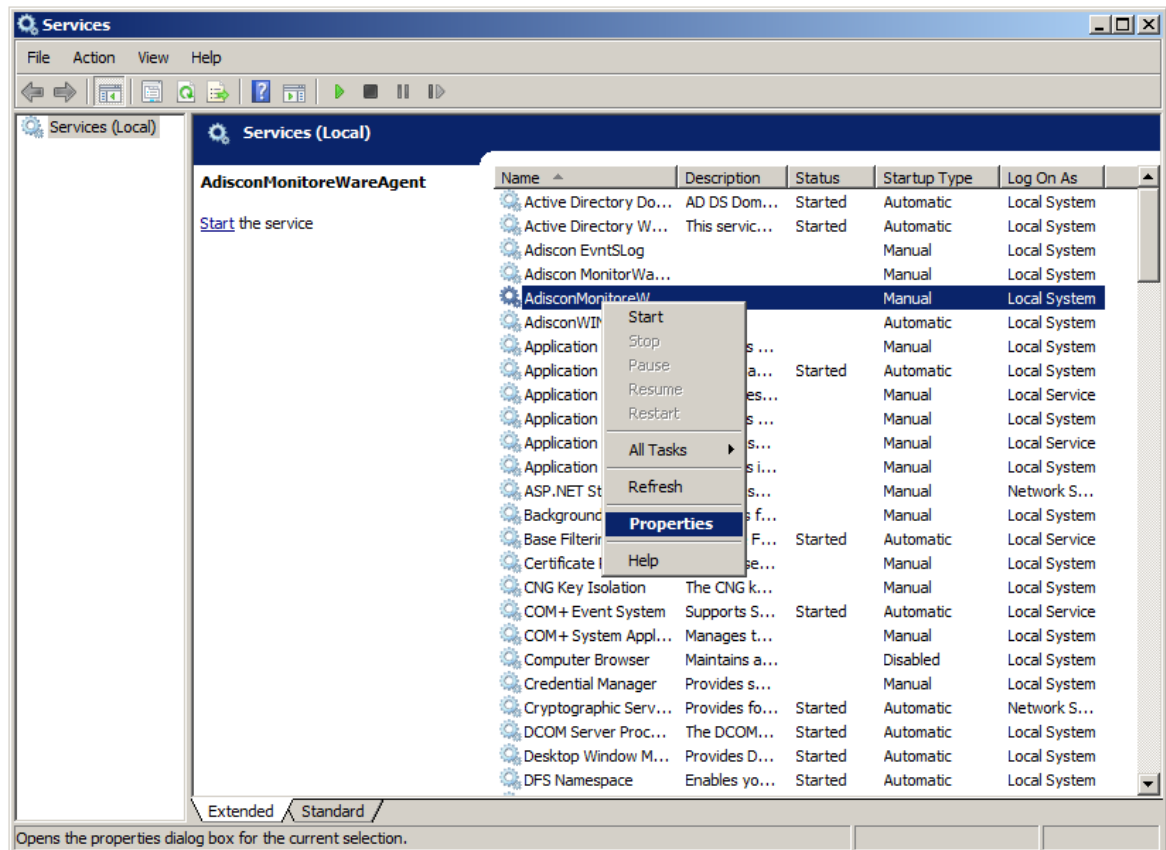 Services
File Action View Help
Services (Local)
Services (Local)
AdisconMonitoreWareAgent
Start the service
Name Description Status Startup Type Log On As
Active Directory Do... AD DS Dom... Started Automatic Local System
Active Directory W... This servic... Started Automatic Local System
Adiscon EvntSLog Manual Local System
Adiscon MonitorWa... Manual Local System
AdisconMonitoreW... Manual Local System
AdisconWIN Automatic Local System
Application s ... Manual Local System
Application a... Started Automatic Local System
Application es... Manual Local Service
Application s ... Manual Local System
Application s... Manual Local Service
Application s i... Manual Local System
ASP.NET St s... Manual Network S...
Background s f... Manual Local System
Base Filterin F... Started Automatic Local Service
Certificate se... Manual Local System
CNG Key Isolation The CNG k... Manual Local System
COM+ Event System Supports S... Started Automatic Local Service
COM+ System Appl... Manages t... Manual Local System
Computer Browser Maintains a... Disabled Local System
Credential Manager Provides s... Manual Local System
Cryptographic Serv... Provides fo... Started Automatic Network S...
DCOM Server Proc... The DCOM... Started Automatic Local System
Desktop Window M... Provides D... Started Automatic Local System
DFS Namespace Enables yo... Started Automatic Local System
Start
Stop
Pause
Resume
Restart
All Tasks
Refresh
Properties
Help
Extended Standard
Opens the properties dialog box for the current selection.